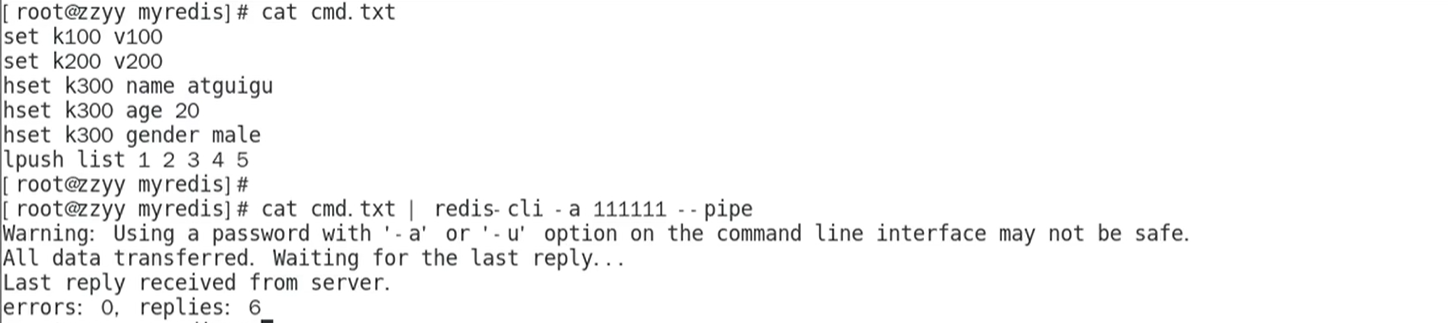 [root@zzyy myredis]# cat cmd.txt
set k100 v100
set k200 v200
hset k300 name atguigu
hset k300 age 20
hset k300 gender male
lpush list 1 2 3 4 5
[root@zzyy myredis]#
[root@zzyy myredis]# cat cmd.txt | redis-cli -a 111111 --pipe
Warning: Using a password with '-a' or '-u' option on the command line interface may not be safe.
All data transferred. Waiting for the last reply...
Last reply received from server.
errors: 0, replies: 6